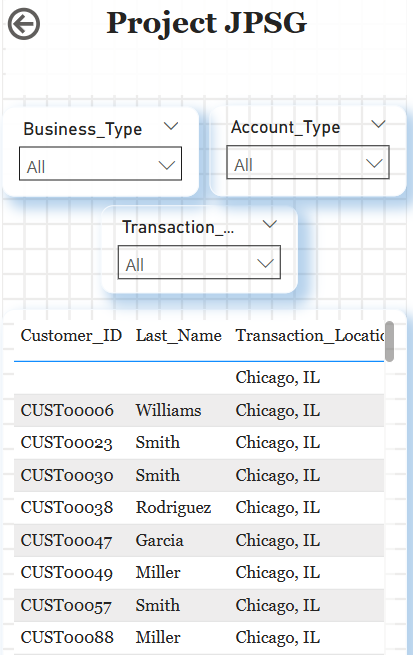 Project JPSG
Business_Type Account_Type
All All
Transaction_...
All
Customer_ID Last_Name Transaction_Locatio
Chicago, IL
CUST00006 Williams Chicago, IL
CUST00023 Smith Chicago, IL
CUST00030 Smith Chicago, IL
CUST00038 Rodriguez Chicago, IL
CUST00047 Garcia Chicago, IL
CUST00049 Miller Chicago, IL
CUST00057 Smith Chicago, IL
CUST00088 Miller Chicago, IL